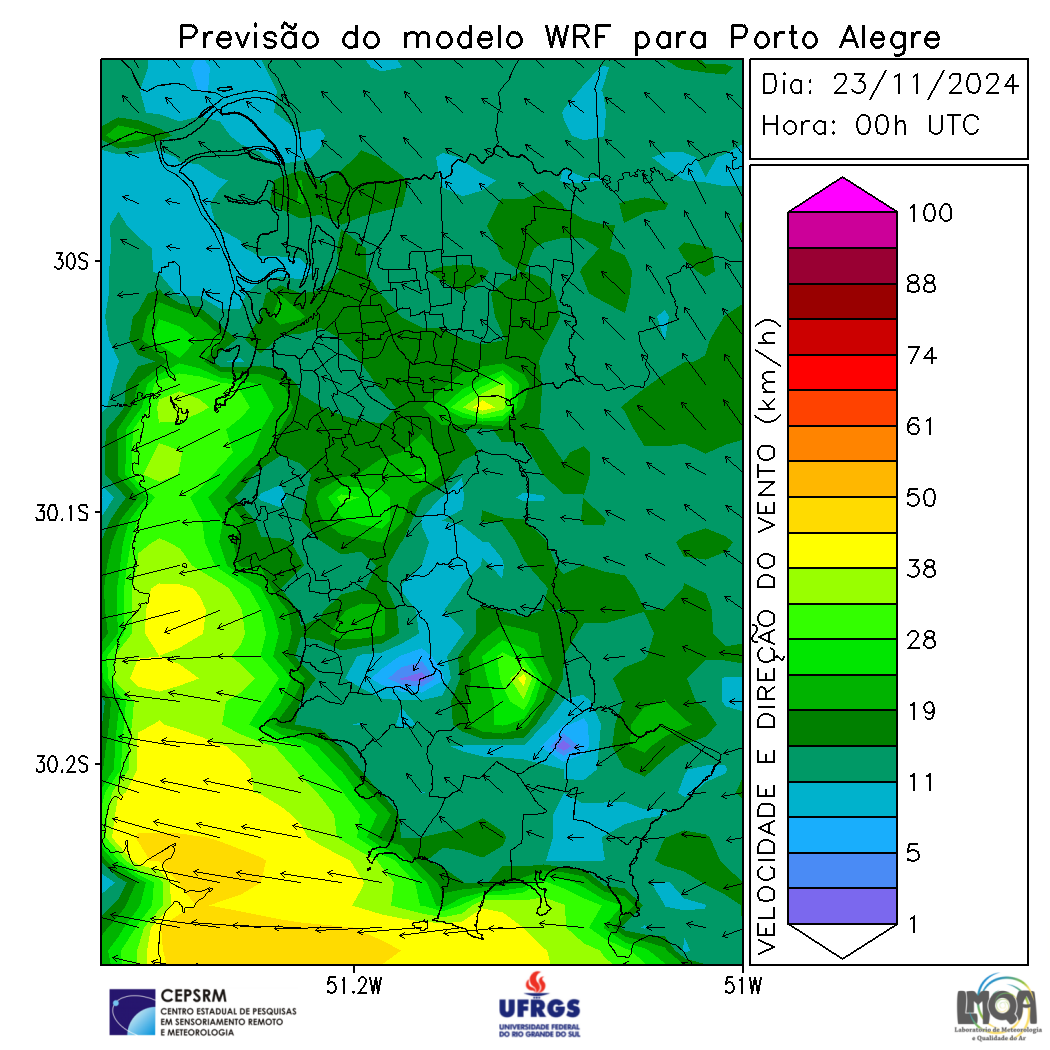 Previsão do modelo WRF para Porto Alegre
Dia: 23/11/2024
Hora: 00h UTC
30S
30.1S
30.2S
51.2W
51W
VELOCIDADE E DIREÇÃO DO VENTO (km/h)
100
88
74
61
50
38
28
19
11
5
1
CEPSRM
CENTRO ESTADUAL DE PESQUISAS
EM SENSORIAMENTO REMOTO
E METEOROLOGIA
UFRGS
UNIVERSIDADE FEDERAL
DO RIO GRANDE DO SUL
LMQA
Laboratório de Meteorologia
e Qualidade do Ar